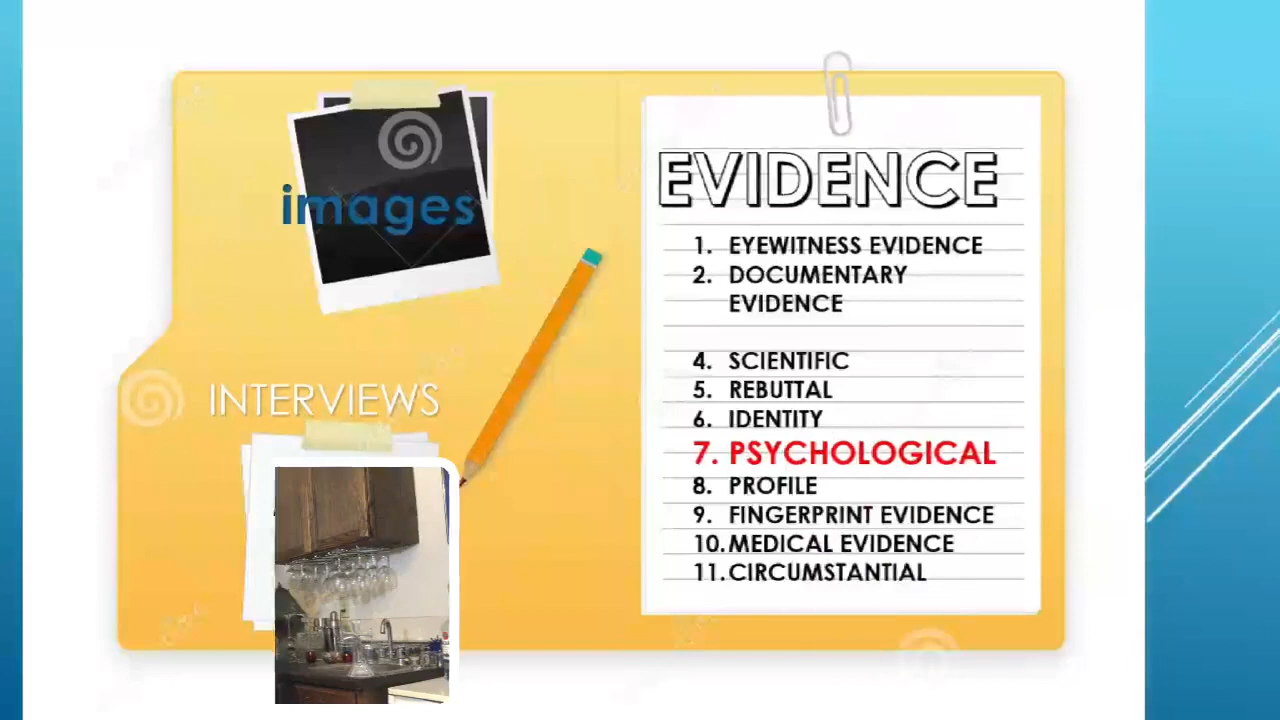 images
INTERVIEWS
EVIDENCE
1. EYEWITNESS EVIDENCE
2. DOCUMENTARY
EVIDENCE
4. SCIENTIFIC
5. REBUTTAL
6. IDENTITY
7. PSYCHOLOGICAL
8. PROFILE
9. FINGERPRINT EVIDENCE
10. MEDICAL EVIDENCE
11. CIRCUMSTANTIAL